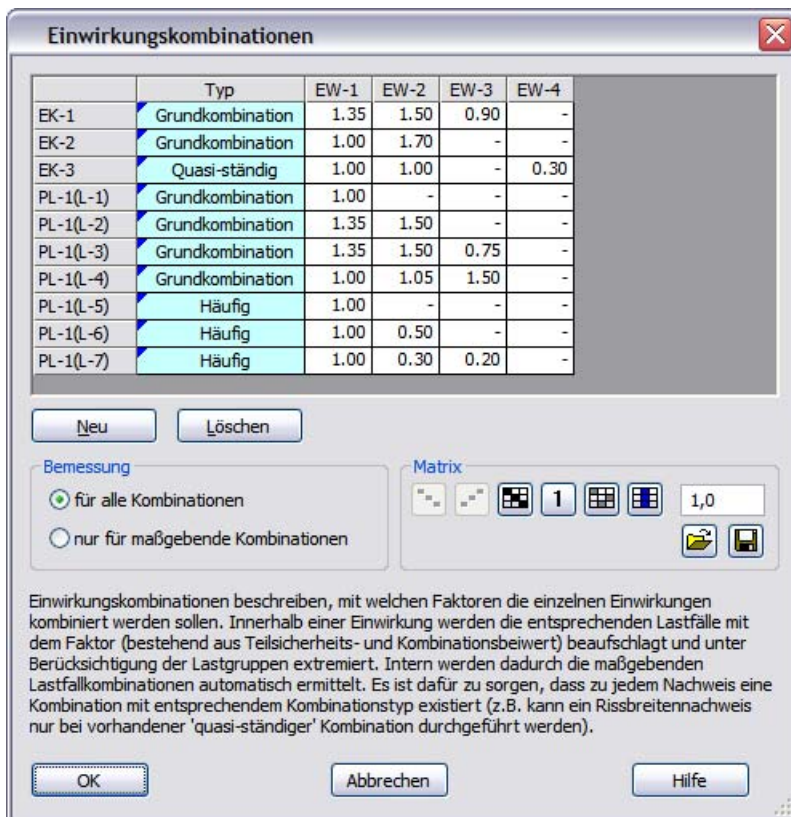 Einwirkungskombinationen
Typ EW-1 EW-2 EW-3 EW-4
EK-1 Grundkombination 1.35 1.50 0.90 -
EK-2 Grundkombination 1.00 1.70 - -
EK-3 Quasi-ständig 1.00 1.00 - 0.30
PL-1(L-1) Grundkombination 1.00 - - -
PL-1(L-2) Grundkombination 1.35 1.50 - -
PL-1(L-3) Grundkombination 1.35 1.50 0.75 -
PL-1(L-4) Grundkombination 1.00 1.05 1.50 -
PL-1(L-5) Häufig 1.00 - - -
PL-1(L-6) Häufig 1.00 0.50 - -
PL-1(L-7) Häufig 1.00 0.30 0.20 -
Neu Löschen
Bemessung
für alle Kombinationen
nur für maßgebende Kombinationen
Matrix
1 1,0
Einwirkungskombinationen beschreiben, mit welchen Faktoren die einzelnen Einwirkungen
kombiniert werden sollen. Innerhalb einer Einwirkung werden die entsprechenden Lastfälle mit
dem Faktor (bestehend aus Teilsicherheits- und Kombinationsbeiwert) beaufschlagt und unter
Berücksichtigung der Lastgruppen extremiert. Intern werden dadurch die maßgebenden
Lastfallkombinationen automatisch ermittelt. Es ist dafür zu sorgen, dass zu jedem Nachweis eine
Kombination mit entsprechendem Kombinationstyp existiert (z.B. kann ein Rissbreitennachweis
nur bei vorhandener 'quasi-ständiger' Kombination durchgeführt werden).
OK Abbrechen Hilfe